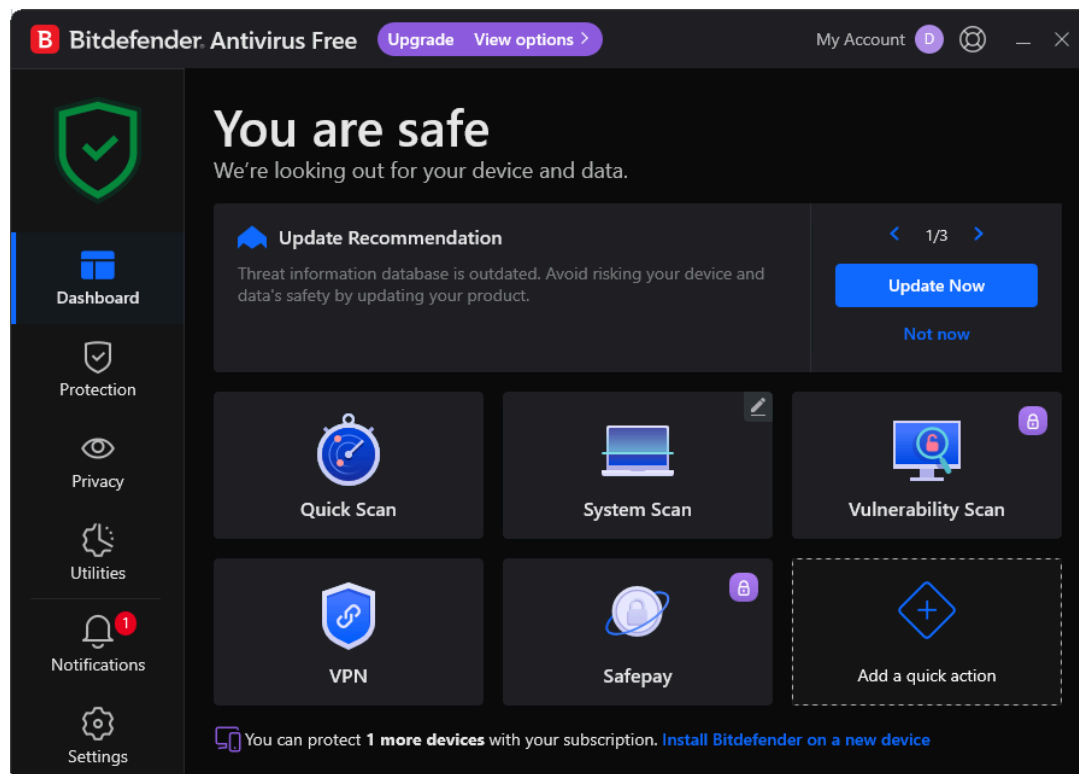 B Bitdefender. Antivirus Free Upgrade View options > My Account D
You are safe
We're looking out for your device and data.
Update Recommendation
Threat information database is outdated. Avoid risking your device and
data's safety by updating your product.
1/3
Update Now
Not now
Dashboard
Protection
Privacy
Utilities
1
Notifications
Settings
Quick Scan
System Scan
Vulnerability Scan
VPN
Safepay
Add a quick action
You can protect 1 more devices with your subscription. Install Bitdefender on a new device